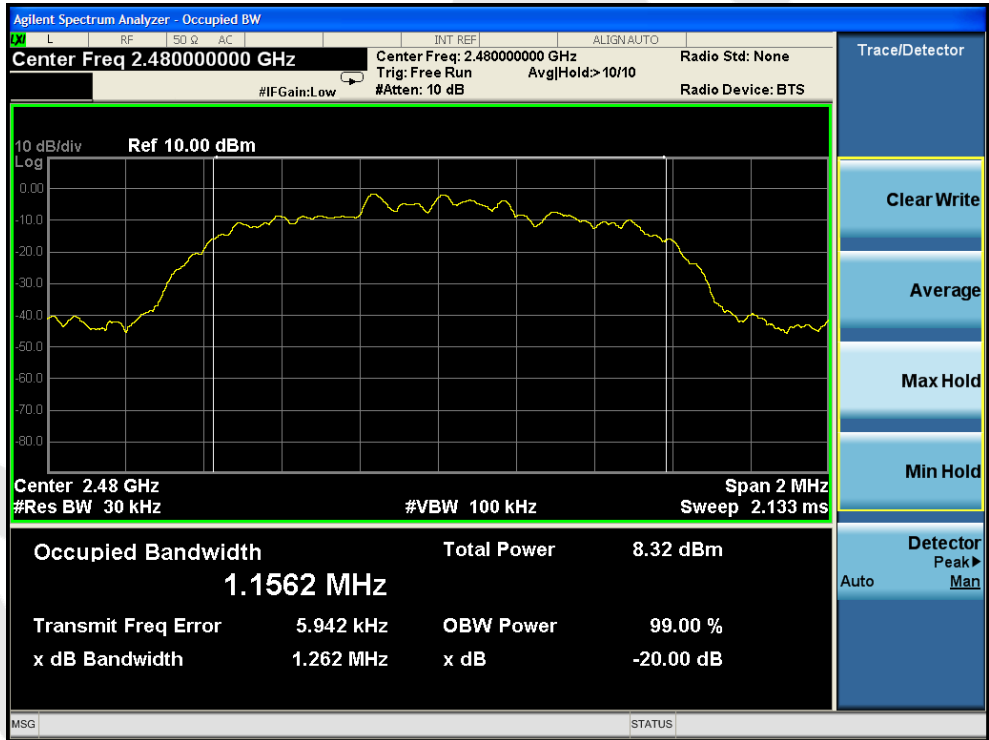 Agilent Spectrum Analyzer - Occupied BW
LXI L RF 50 Ω AC INT REF ALIGN AUTO
Center Freq 2.480000000 GHz
Center Freq: 2.480000000 GHz
Radio Std: None
Trig: Free Run Avg|Hold:> 10/10
#IFGain:Low
#Atten: 10 dB
Radio Device: BTS
Trace/Detector
10 dB/div Ref 10.00 dBm
Log
0.00
-10.0
-20.0
-30.0
-40.0
-50.0
-60.0
-70.0
-80.0
Clear Write
Average
Max Hold
Min Hold
Center 2.48 GHz
Span 2 MHz
#Res BW 30 kHz
#VBW 100 kHz
Sweep 2.133 ms
Occupied Bandwidth
Total Power 8.32 dBm
1.1562 MHz
Transmit Freq Error 5.942 kHz
OBW Power 99.00 %
x dB Bandwidth 1.262 MHz
x dB -20.00 dB
Detector
Peak▶
Auto Man
MSG
STATUS